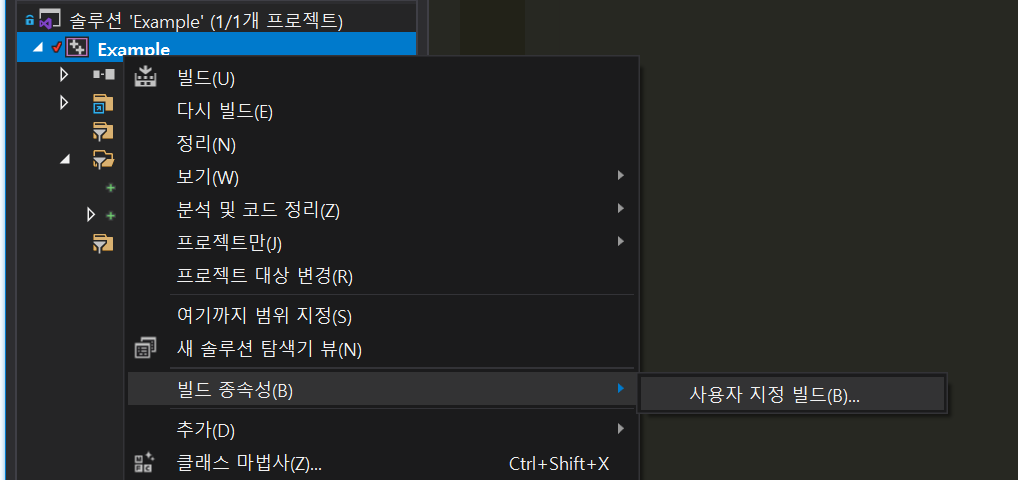 솔루션 'Example' (1/1개 프로젝트)
Example
빌드(U)
다시 빌드(E)
정리(N)
보기(W)
분석 및 코드 정리(Z)
프로젝트만(J)
프로젝트 대상 변경(R)
여기까지 범위 지정(S)
새 솔루션 탐색기 뷰(N)
빌드 종속성(B)
사용자 지정 빌드(B)...
추가(D)
클래스 마법사(Z)... Ctrl+Shift+X